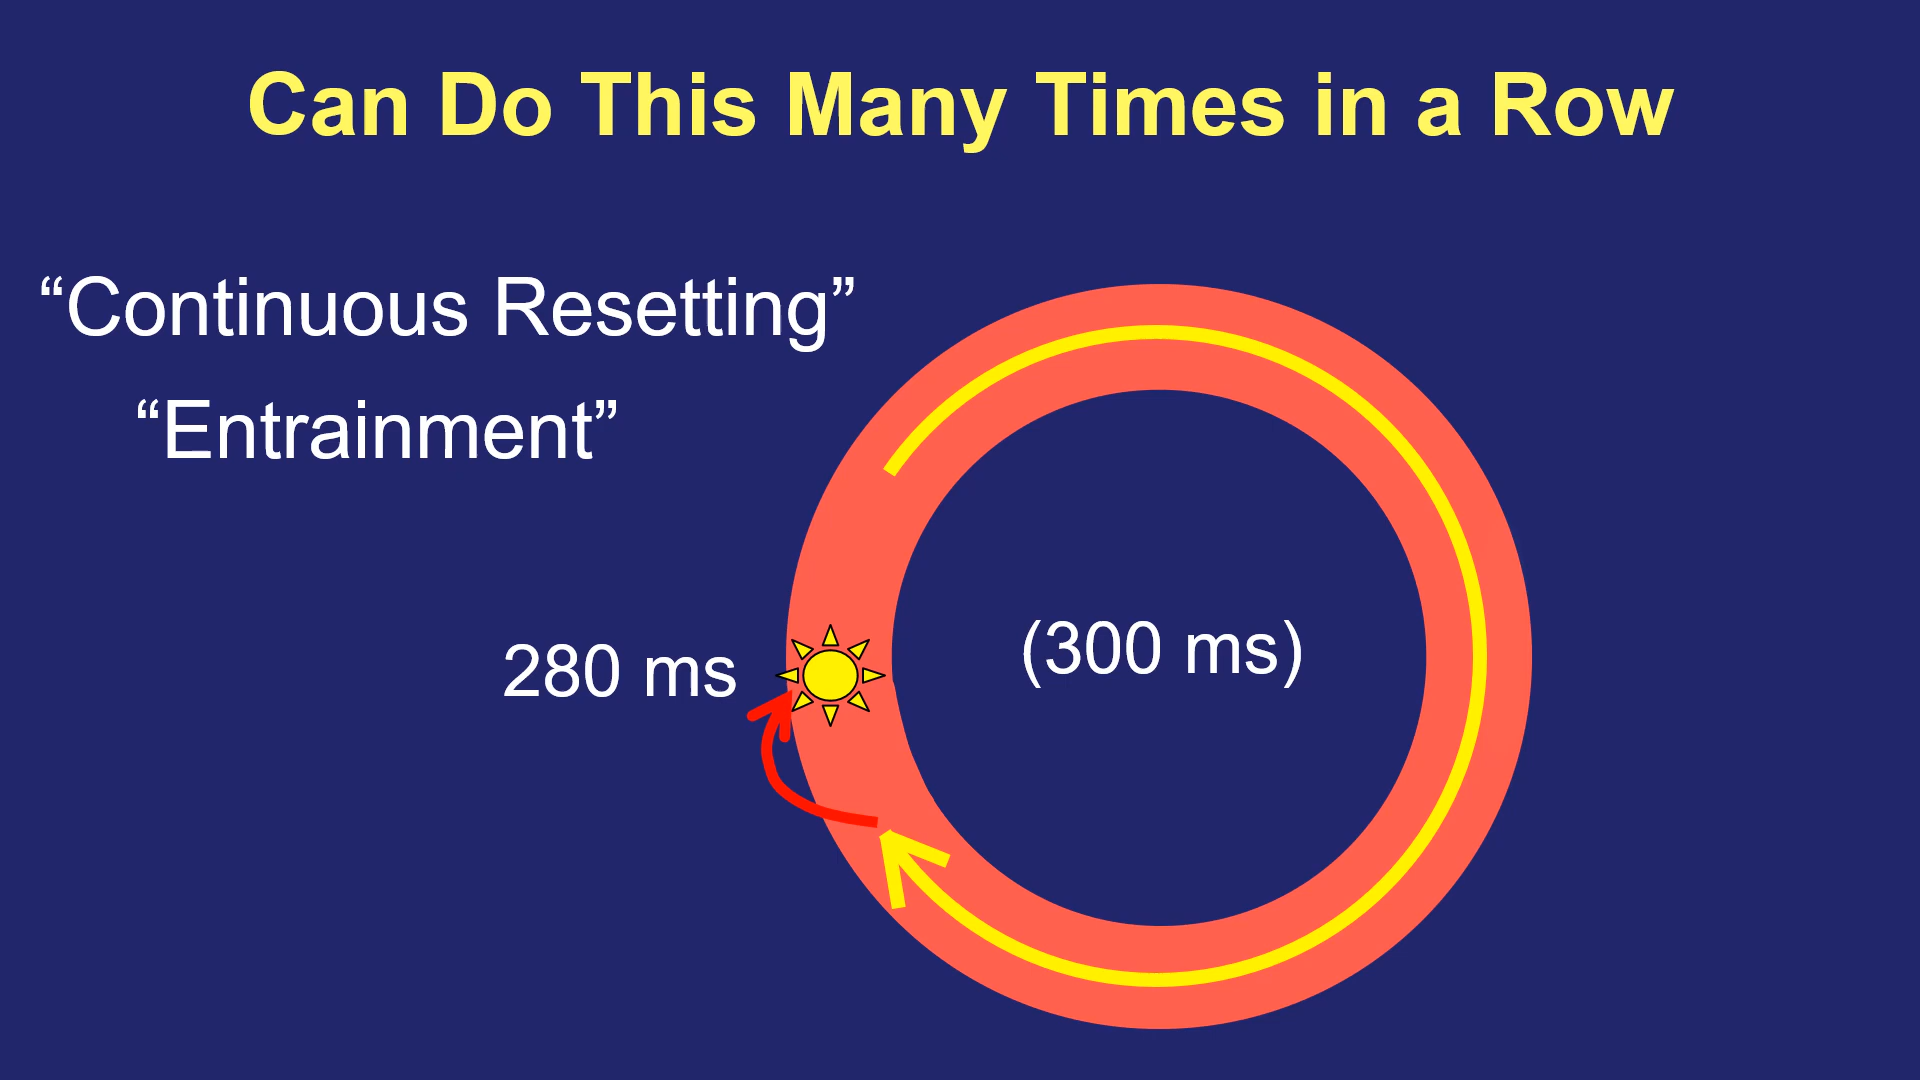 Can Do This Many Times in a Row
“Continuous Resetting”
“Entrainment”
280 ms
(300 ms)